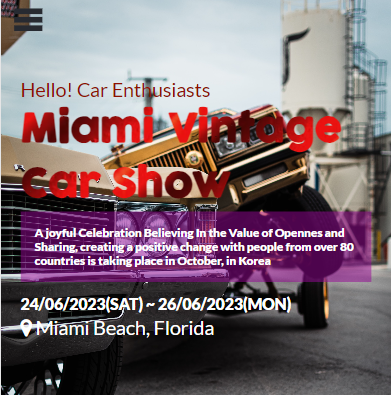 Hello! Car Enthusiasts
Miami Vintage
Car Show
A joyful Celebration Believing In the Value of Opennes and
Sharing, creating a positive change with people from over 80
countries is taking place in October, in Korea
24/06/2023(SAT) ~ 26/06/2023(MON)
Miami Beach, Florida